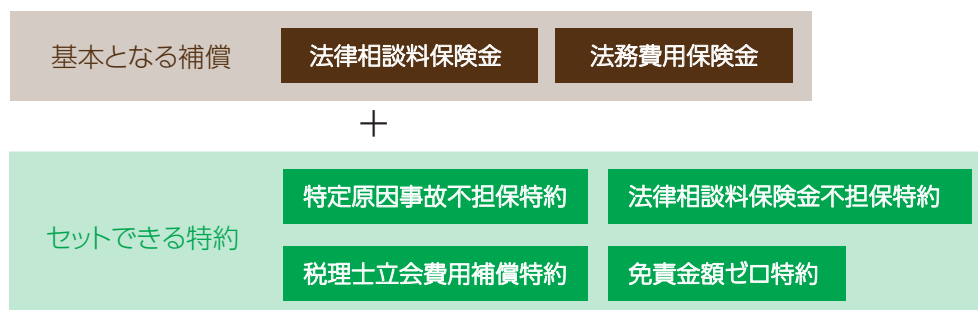 基本となる補償
法律相談料保険金
法務費用保険金
＋
セットできる特約
特定原因事故不担保特約
法律相談料保険金不担保特約
税理士立会費用補償特約
免責金額ゼロ特約